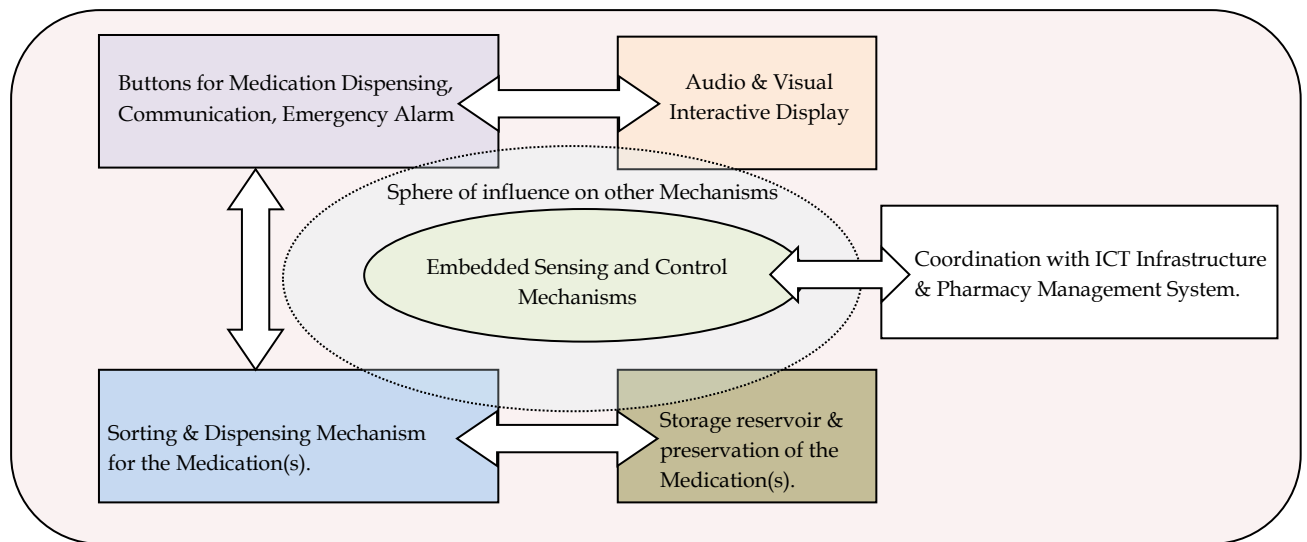 Buttons for Medication Dispensing,
Communication, Emergency Alarm
Audio & Visual
Interactive Display
Sphere of influence on other Mechanisms
Embedded Sensing and Control
Mechanisms
Coordination with ICT Infrastructure
& Pharmacy Management System.
Sorting & Dispensing Mechanism
for the Medication(s).
Storage reservoir &
preservation of the
Medication(s).